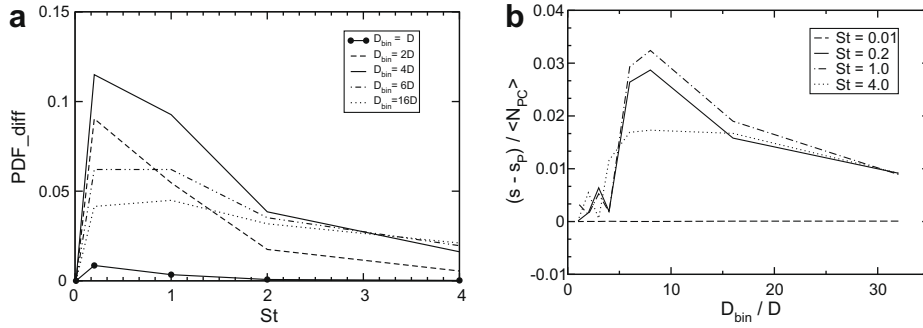 a
0.15
0.1
0.05
0
PDF_diff
0
1
2
3
4
St
D_bin = D
D_bin = 2D
D_bin = 4D
D_bin = 6D
D_bin =16D
b
0.04
0.03
0.02
0.01
0
-0.01
(s - s_P) / <N_PC>
0
10
20
30
D_bin / D
St = 0.01
St = 0.2
St = 1.0
St = 4.0